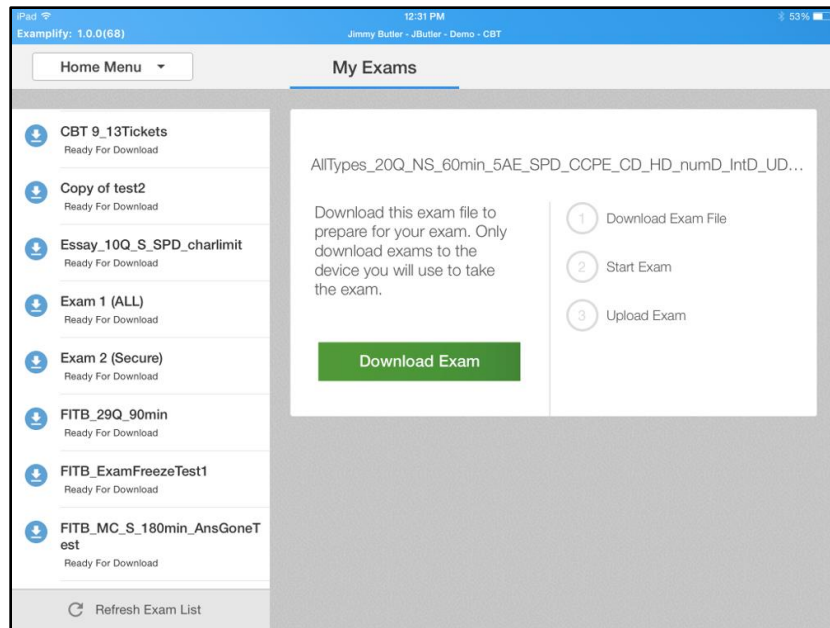 iPad 12:31 PM 53%
Examplify: 1.0.0(68) Jimmy Butler - JButler - Demo - CBT
Home Menu My Exams
CBT 9_13Tickets
Ready For Download
Copy of test2
Ready For Download
Essay_10Q_S_SPD_charlimit
Ready For Download
Exam 1 (ALL)
Ready For Download
Exam 2 (Secure)
Ready For Download
FITB_29Q_90min
Ready For Download
FITB_ExamFreezeTest1
Ready For Download
FITB_MC_S_180min_AnsGoneT
est
Ready For Download
Refresh Exam List
AllTypes_20Q_NS_60min_5AE_SPD_CCPE_CD_HD_numD_IntD_UD...
Download this exam file to
prepare for your exam. Only
download exams to the
device you will use to take
the exam.
Download Exam
1 Download Exam File
2 Start Exam
3 Upload Exam